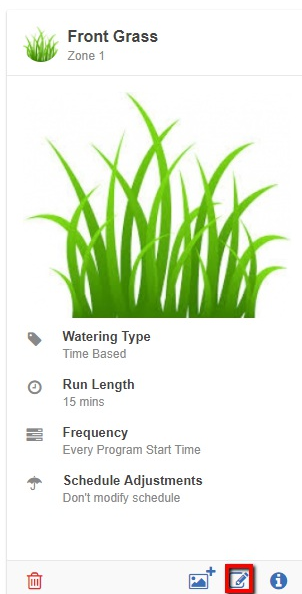 Front Grass
Zone 1
Watering Type
Time Based
Run Length
15 mins
Frequency
Every Program Start Time
Schedule Adjustments
Don't modify schedule